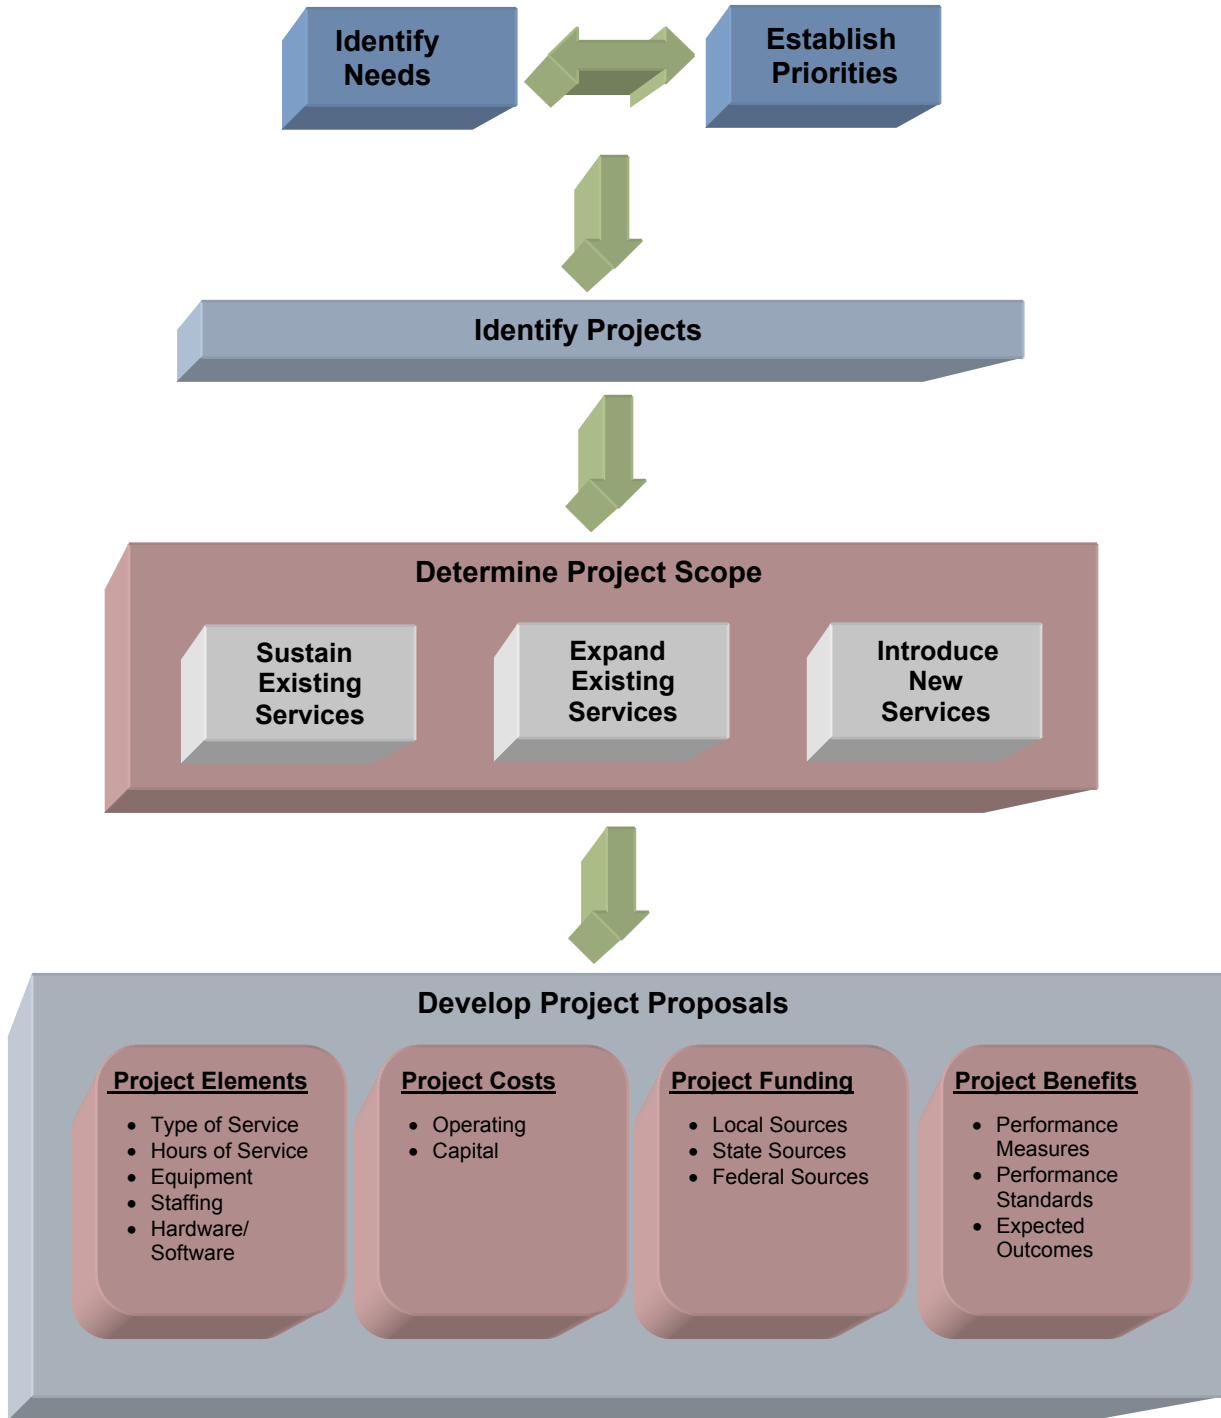 Identify
Needs
Establish
Priorities
Identify Projects
Determine Project Scope
Sustain
Existing
Services
Expand
Existing
Services
Introduce
New
Services
Develop Project Proposals
Project Elements
• Type of Service
• Hours of Service
• Equipment
• Staffing
• Hardware/
Software
Project Costs
• Operating
• Capital
Project Funding
• Local Sources
• State Sources
• Federal Sources
Project Benefits
• Performance
Measures
• Performance
Standards
• Expected
Outcomes